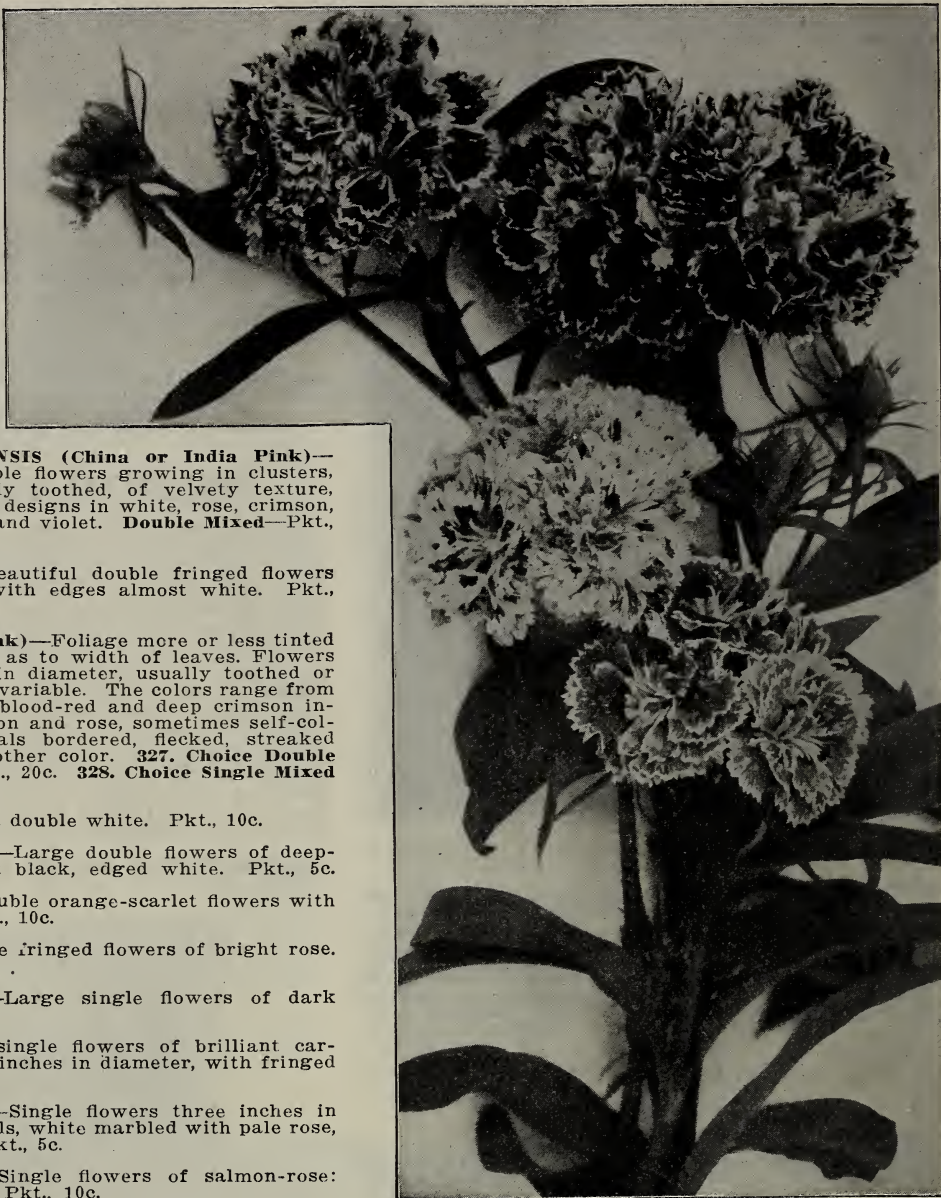 NSIS (China or India Pink)—
ole flowers growing in clusters,
y toothed, of velvety texture,
designs in white, rose, crimson,
and violet. Double Mixed—Pkt.,
eautiful double fringed flowers
with edges almost white. Pkt.,
nk)—Foliage more or less tinted
as to width of leaves. Flowers
in diameter, usually toothed or
variable. The colors range from
blood-red and deep crimson in-
on and rose, sometimes self-col-
als bordered, flecked, streaked
other color. 327. Choice Double
., 20c. 328. Choice Single Mixed
double white. Pkt., 10c.
—Large double flowers of deep-
black, edged white. Pkt., 5c.
uble orange-scarlet flowers with
., 10c.
e fringed flowers of bright rose.
-Large single flowers of dark
single flowers of brilliant car-
inches in diameter, with fringed
-Single flowers three inches in
ls, white marbled with pale rose,
kt., 5c.
Single flowers of salmon-rose:
Pkt., 10c.